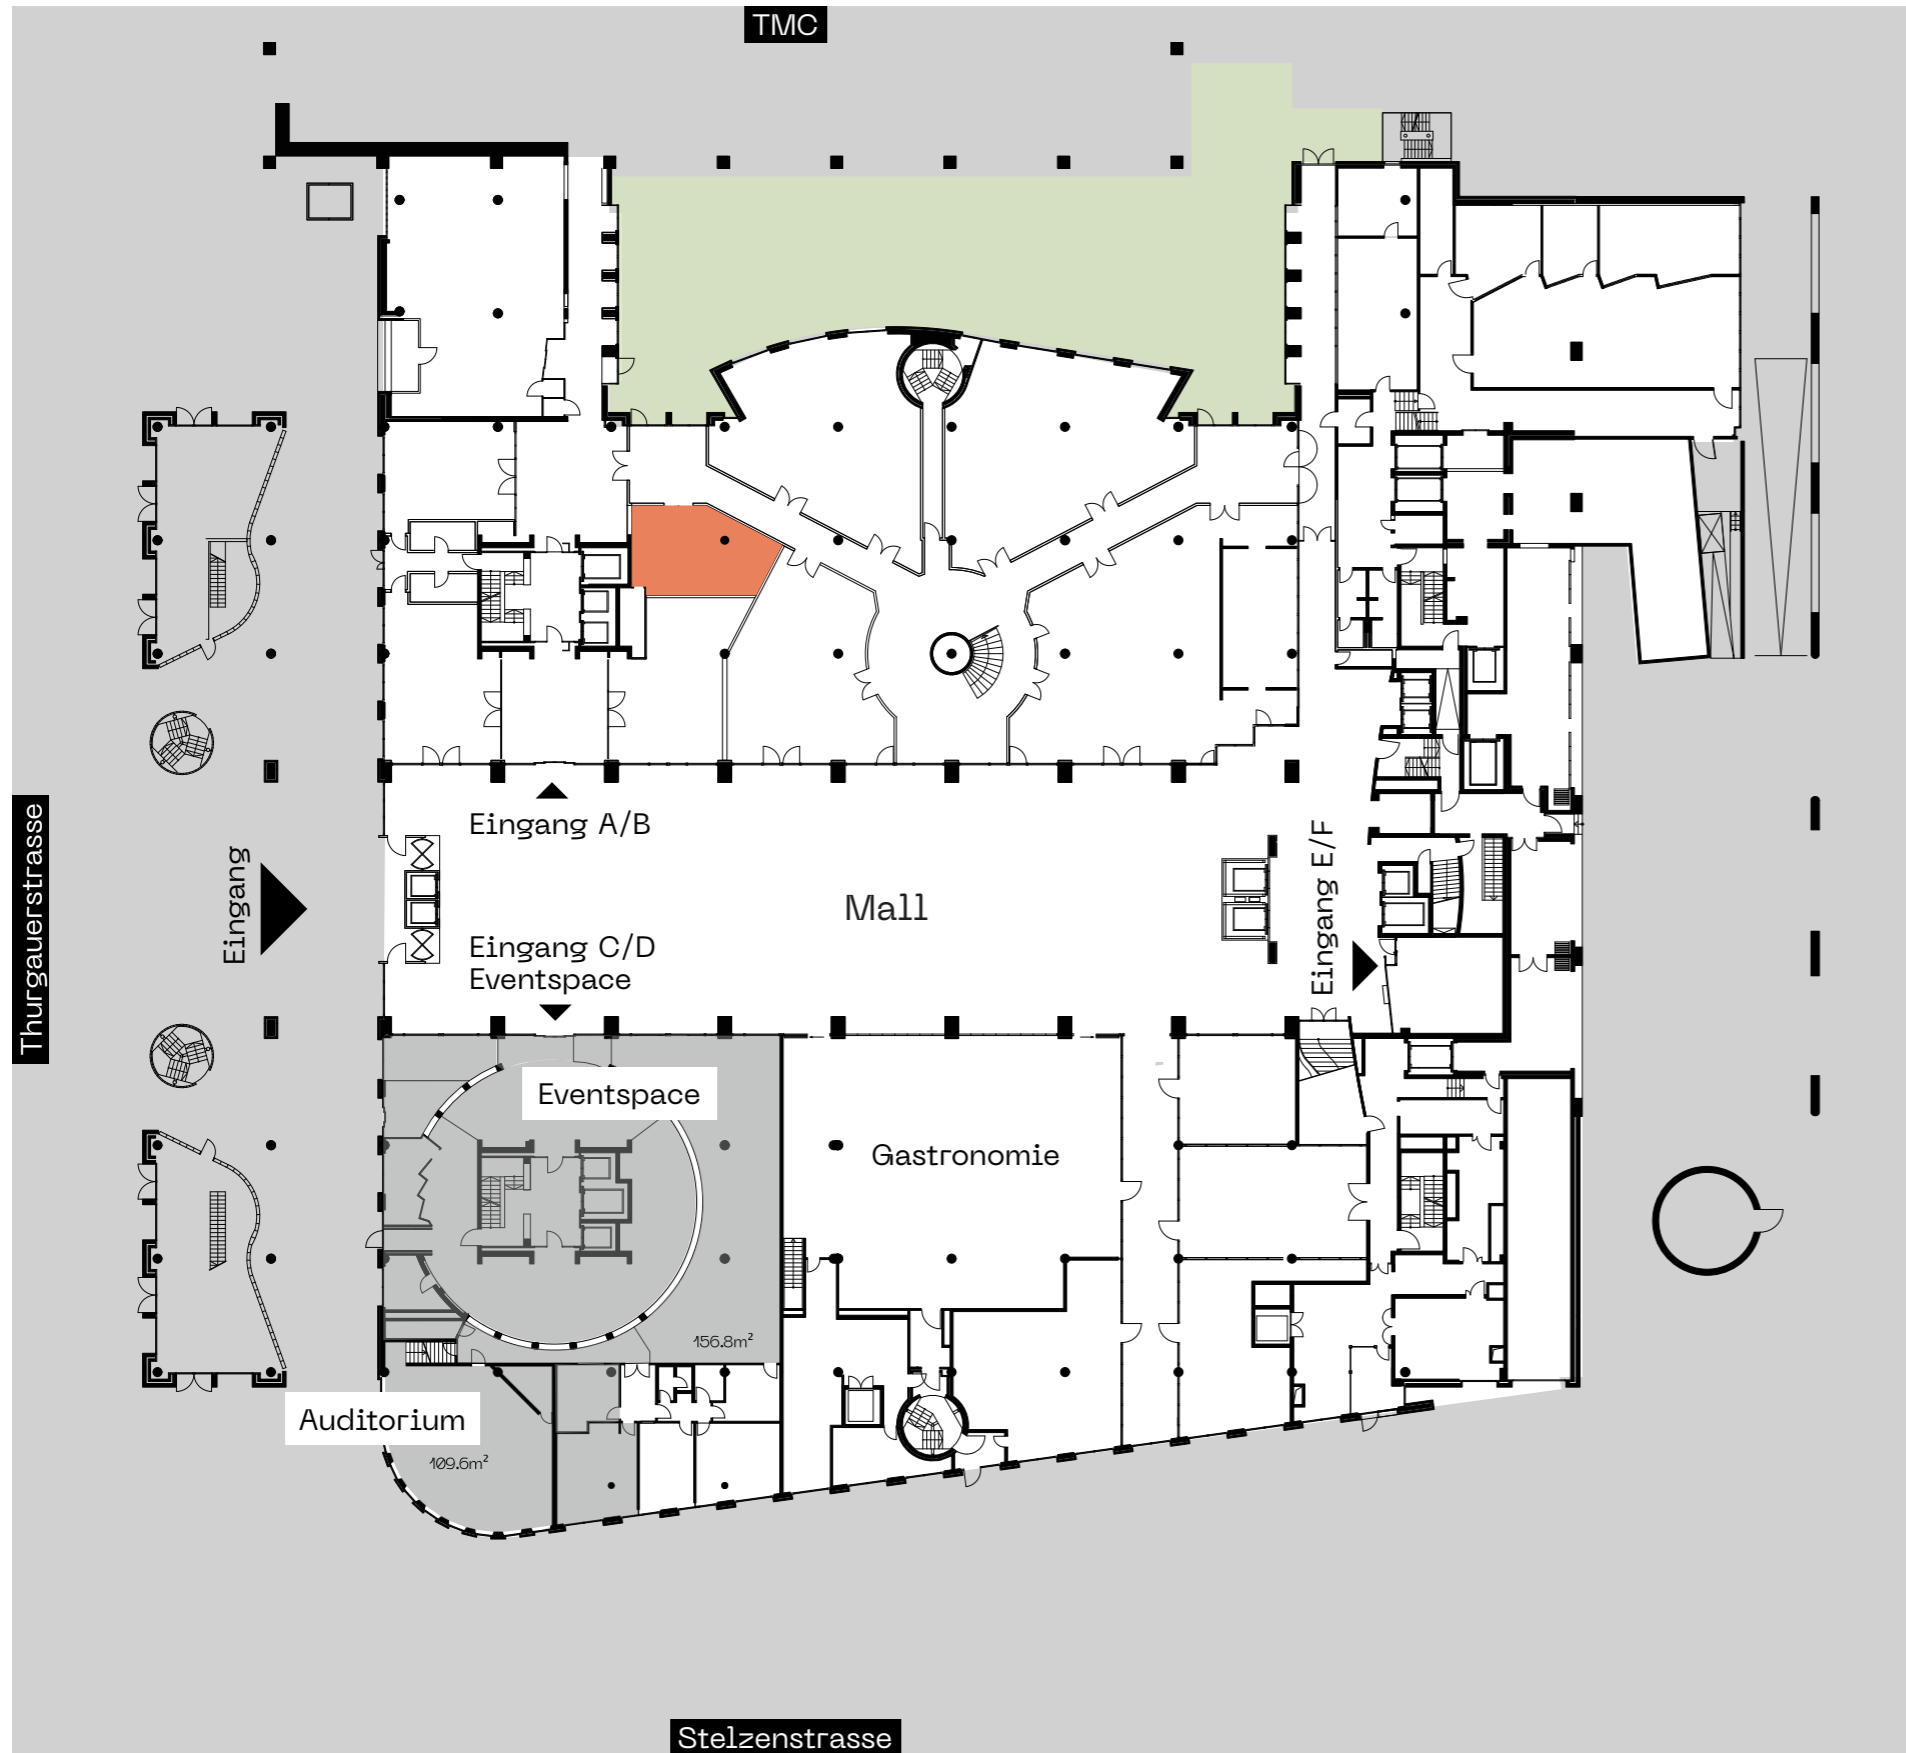 TMC
Eingang A/B
Thurgauerstrasse
Eingang
Mall
Eingang E/F
Eingang C/D
Eventspace
Eventspace
Gastronomie
156.8m²
Auditorium
109.6m²
Stelzenstrasse